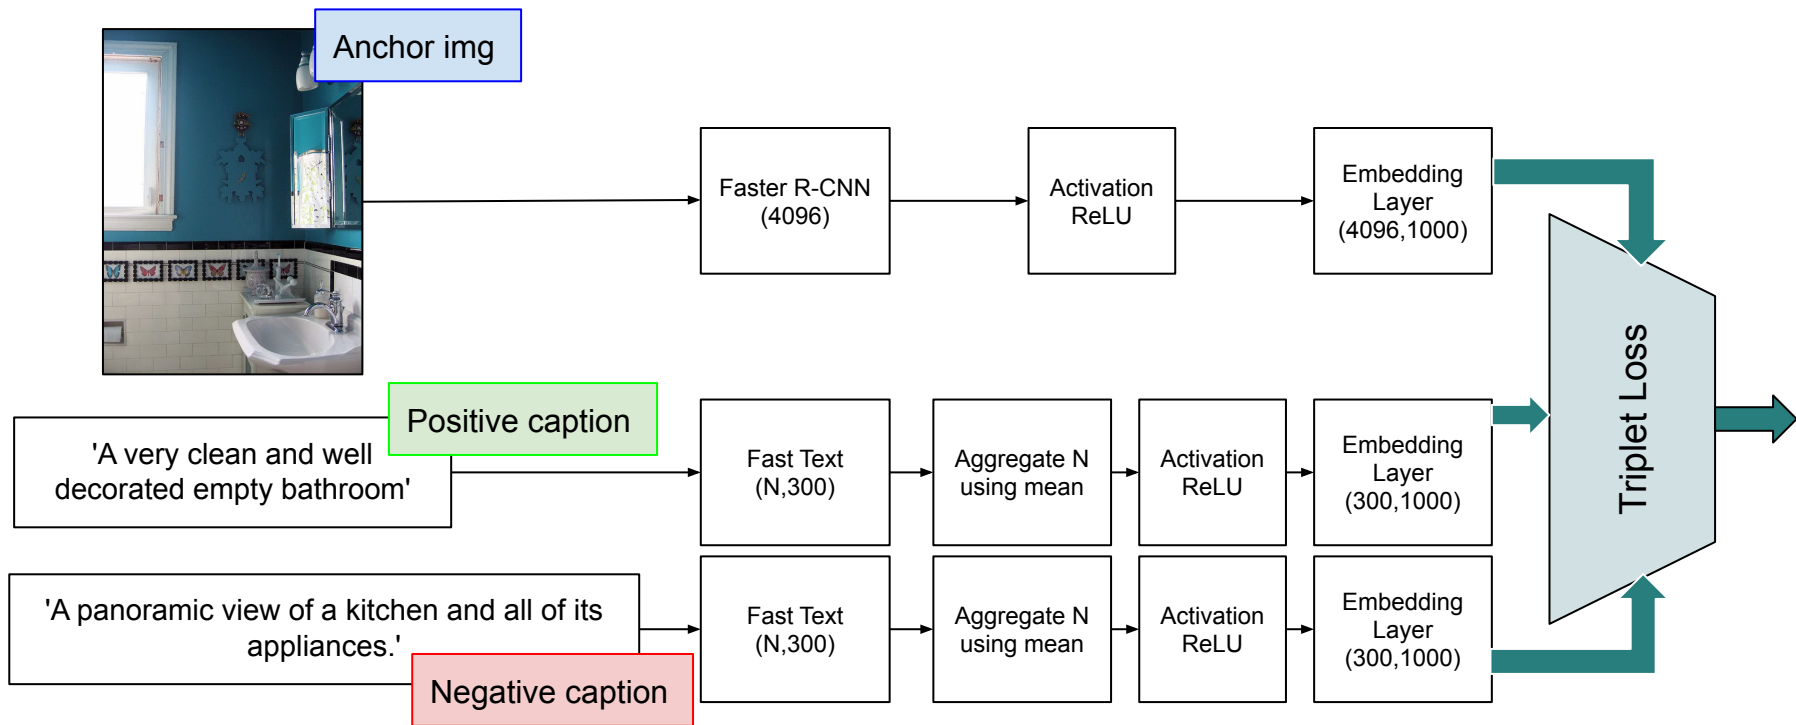 Anchor img
Faster R-CNN
(4096)
Activation
ReLU
Embedding
Layer
(4096,1000)
Positive caption
'A very clean and well
decorated empty bathroom'
Fast Text
(N,300)
Aggregate N
using mean
Activation
ReLU
Embedding
Layer
(300,1000)
'A panoramic view of a kitchen and all of its
appliances.'
Negative caption
Fast Text
(N,300)
Aggregate N
using mean
Activation
ReLU
Embedding
Layer
(300,1000)
Triplet Loss